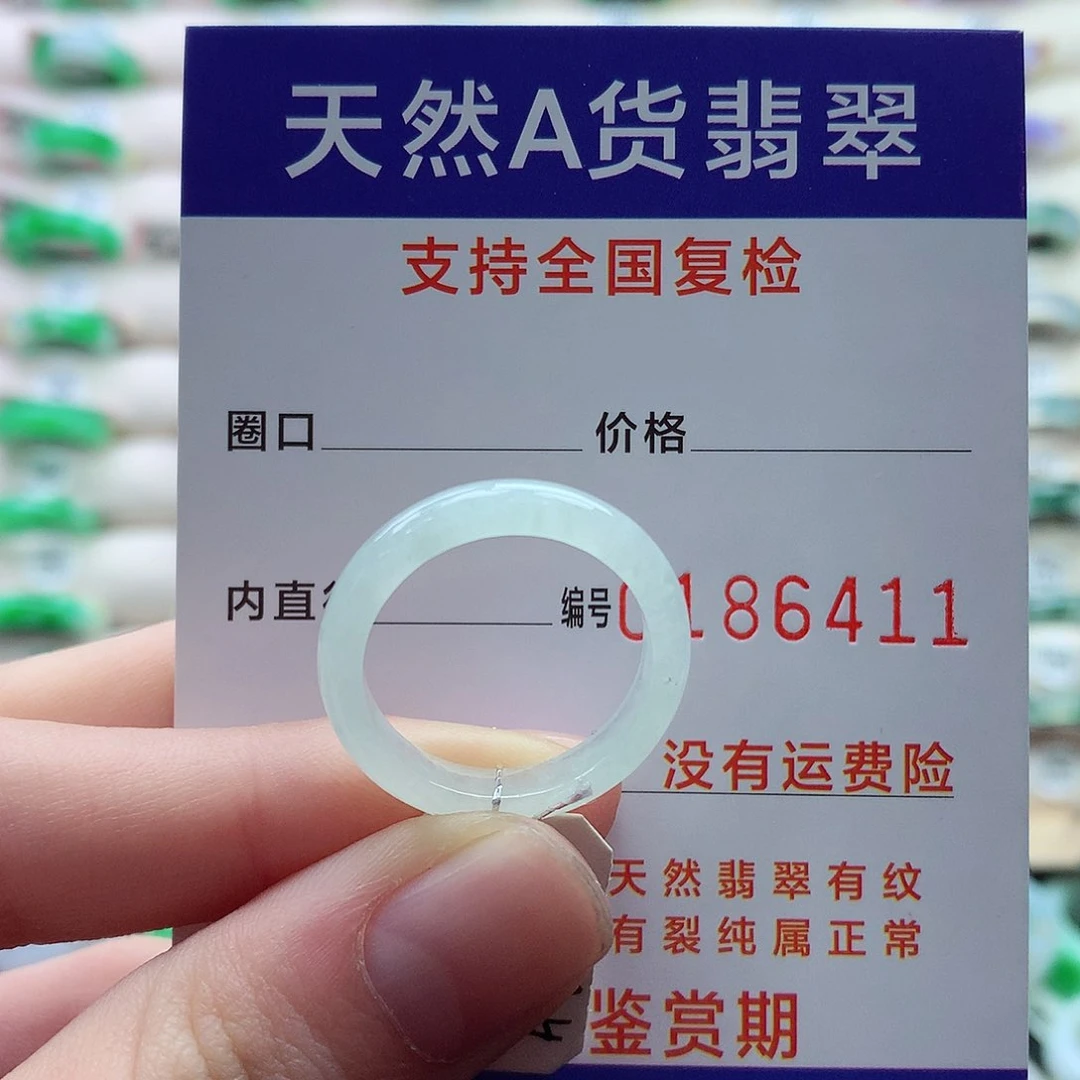 天然A货翡翠
支持全国复检
圈口 价格
内直 编号 0186411
没有运费险
天然翡翠有纹
有裂纯属正常
鉴赏期